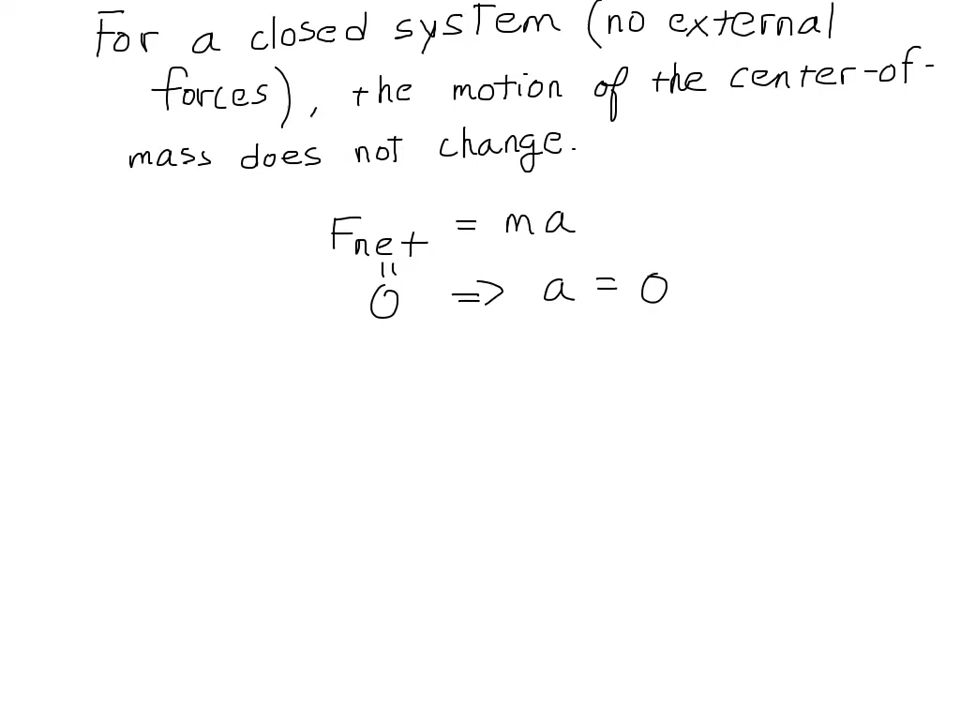 For a closed system (no external
forces), the motion of the center-of-
mass does not change.
Fnet = ma
=
0 => a = 0